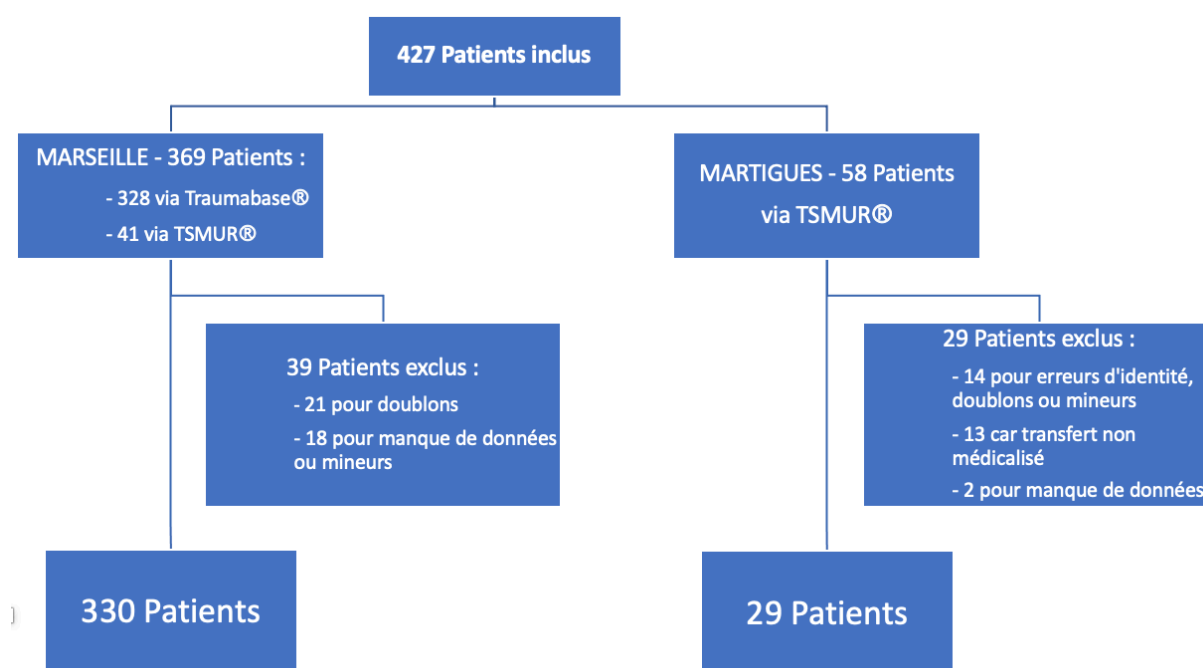 427 Patients inclus
MARSEILLE - 369 Patients :
- 328 via Traumabase®
- 41 via TSMUR®
MARTIGUES - 58 Patients
via TSMUR®
39 Patients exclus :
- 21 pour doublons
- 18 pour manque de données
ou mineurs
29 Patients exclus :
- 14 pour erreurs d'identité,
doublons ou mineurs
- 13 car transfert non
médicalisé
- 2 pour manque de données
330 Patients
29 Patients